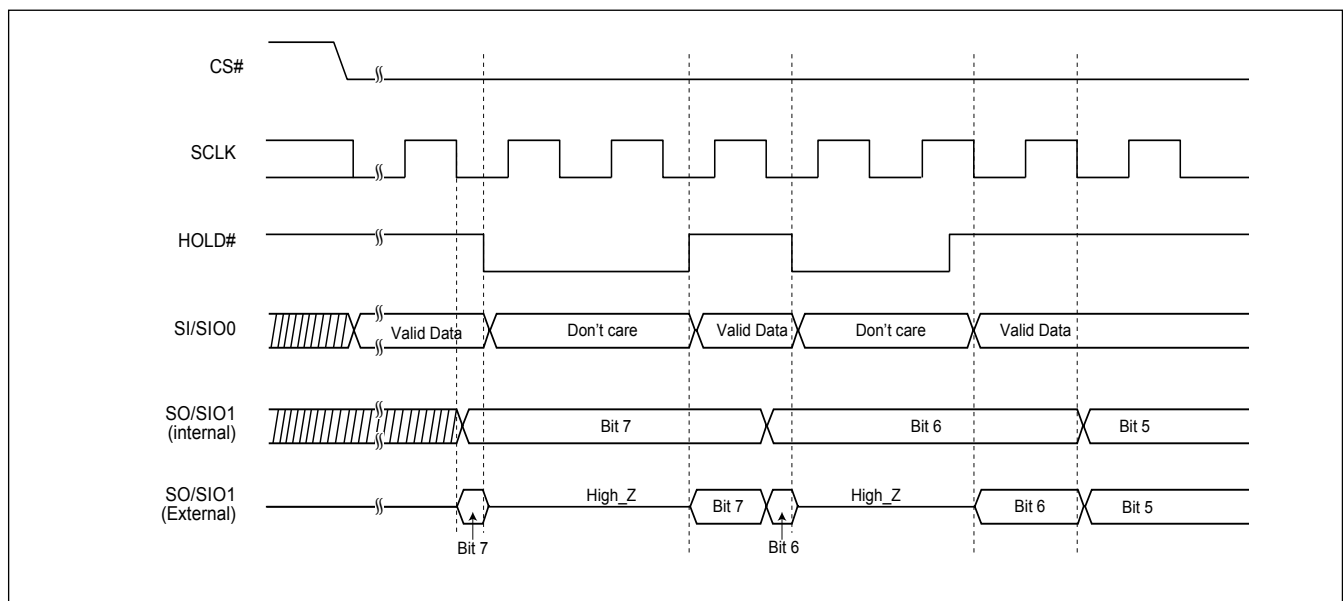 CS#
SCLK
HOLD#
SI/SIO0
Valid Data
Don’t care
Valid Data
Don’t care
Valid Data
SO/SIO1
(internal)
Bit 7
Bit 6
Bit 5
SO/SIO1
(External)
High_Z
Bit 7
High_Z
Bit 6
Bit 5
Bit 7
Bit 6